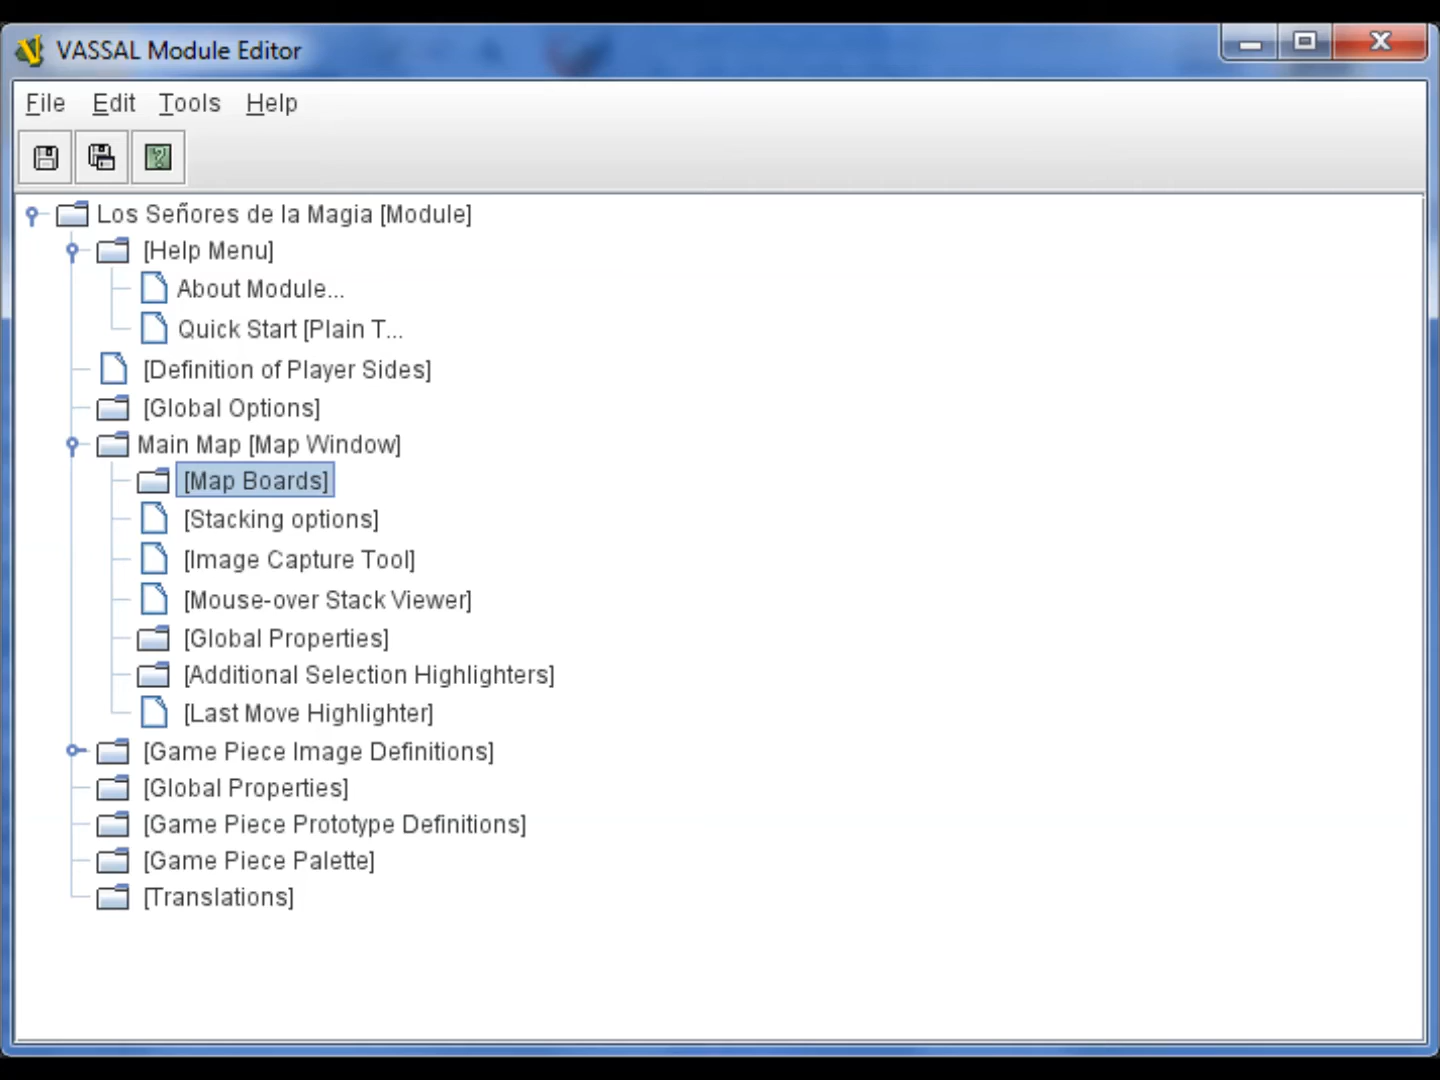 VASSAL Module Editor
File Edit Tools Help
Los Señores de la Magia [Module]
[Help Menu]
About Module...
Quick Start [Plain T...
[Definition of Player Sides]
[Global Options]
Main Map [Map Window]
[Map Boards]
[Stacking options]
[Image Capture Tool]
[Mouse-over Stack Viewer]
[Global Properties]
[Additional Selection Highlighters]
[Last Move Highlighter]
[Game Piece Image Definitions]
[Global Properties]
[Game Piece Prototype Definitions]
[Game Piece Palette]
[Translations]